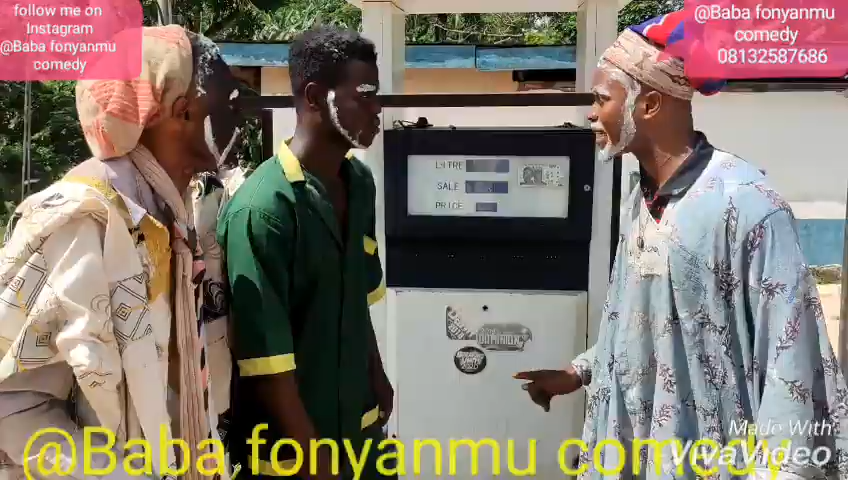 follow me on
Instagram
@Baba fonyanmu
comedy
@Baba fonyanmu
comedy
08132587686
LITRE
SALE
PRICE
DOMINION
@Baba fonyanmu comedy
Made With
VivaVideo